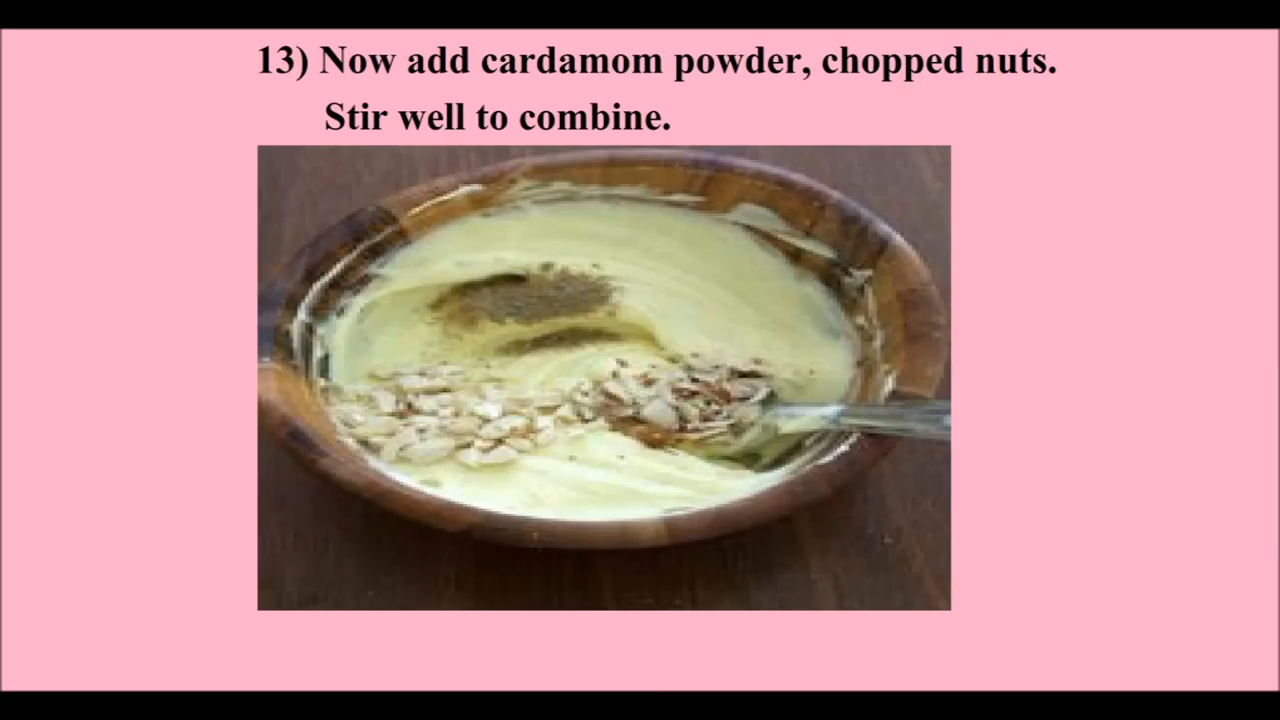 13) Now add cardamom powder, chopped nuts.
Stir well to combine.